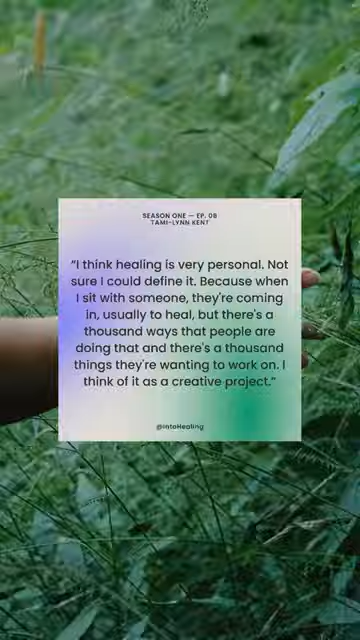 SEASON ONE — EP. 08
TAMI-LYNN KENT
“I think healing is very personal. Not
sure I could define it. Because when
I sit with someone, they're coming
in, usually to heal, but there's a
thousand ways that people are
doing that and there's a thousand
things they're wanting to work on. I
think of it as a creative project.”
@IntoHealing